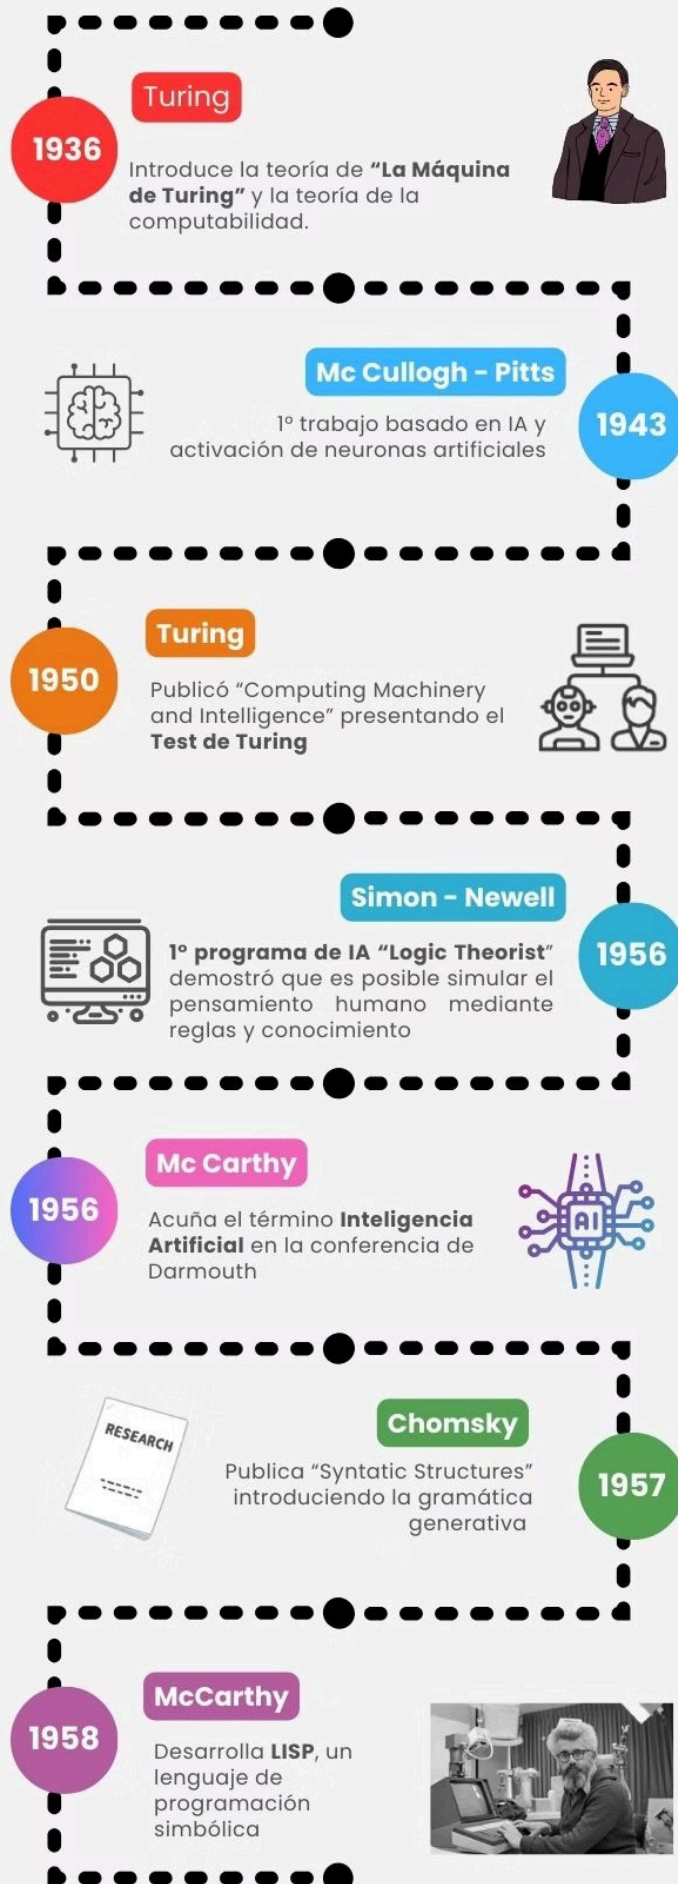 Turing
1936
Introduce la teoría de “La Máquina
de Turing” y la teoría de la
computabilidad.
Mc Cullogh - Pitts
1943
1º trabajo basado en IA y
activación de neuronas artificiales
Turing
1950
Publicó “Computing Machinery
and Intelligence” presentando el
Test de Turing
Simon - Newell
1956
1º programa de IA “Logic Theorist”
demostró que es posible simular el
pensamiento humano mediante
reglas y conocimiento
Mc Carthy
1956
Acuña el término Inteligencia
Artificial en la conferencia de
Darmouth
AI
RESEARCH
Chomsky
1957
Publica “Syntatic Structures”
introduciendo la gramática
generativa
McCarthy
1958
Desarrolla LISP, un
lenguaje de
programación
simbólica